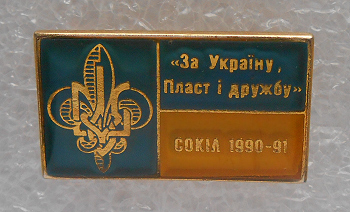 «За Україну,
Пласт і дружбу»
СОКІЛ 1990-91